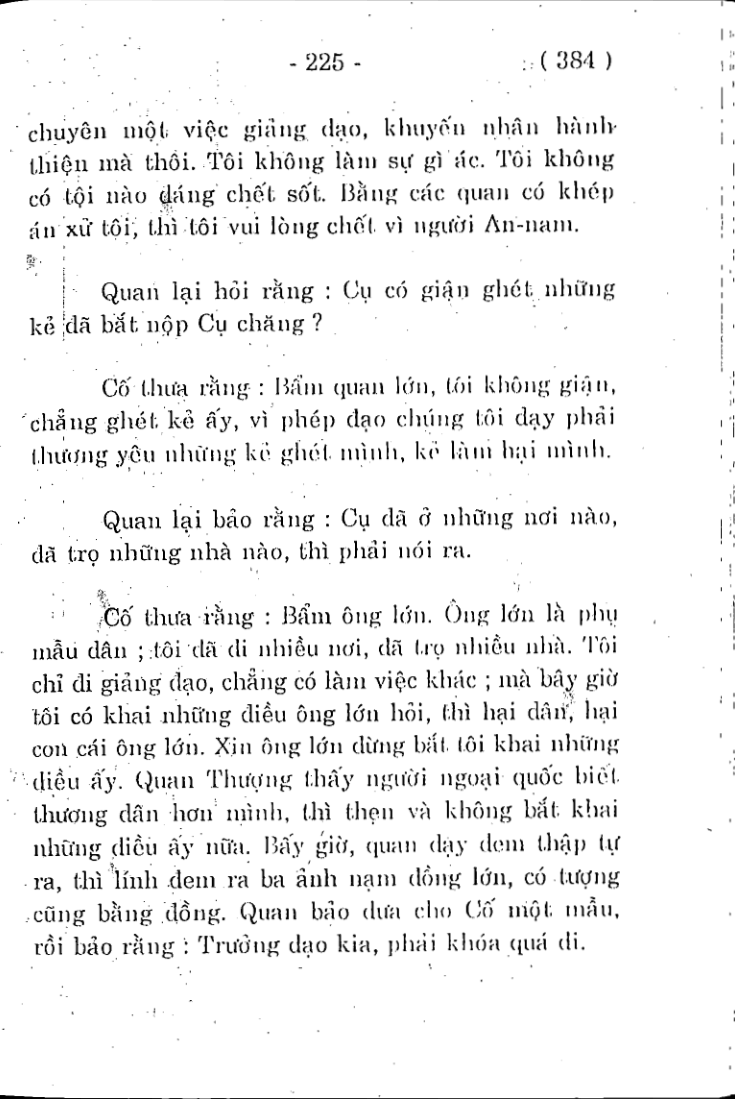 - 225 - ( 384 )
chuyên một việc giảng đạo, khuyến nhân hành
thiện mà thôi. Tôi không làm sự gì ác. Tôi không
có tội nào đáng chết sốt. Bằng các quan có khép
án xử tội, thì tôi vui lòng chết vì người An-nam.
Quan lại hỏi rằng : Cụ có giận ghét những
kẻ đã bắt nộp Cụ chăng ?
Cố thưa rằng : Bẩm quan lớn, tôi không giận,
chẳng ghét kẻ ấy, vì phép đạo chúng tôi dạy phải
thương yêu những kẻ ghét mình, kẻ làm hại mình.
Quan lại bảo rằng : Cụ đã ở những nơi nào,
đã trọ những nhà nào, thì phải nói ra.
Cố thưa rằng : Bẩm ông lớn. Ông lớn là phụ
mẫu dân ; tôi đã đi nhiều nơi, đã trọ nhiều nhà. Tôi
chỉ đi giảng đạo, chẳng có làm việc khác ; mà bây giờ
tôi có khai những điều ông lớn hỏi, thì hại dân, hại
con cái ông lớn. Xin ông lớn đừng bắt tôi khai những
điều ấy. Quan Thượng thấy người ngoại quốc biết
thương dân hơn mình, thì thẹn và không bắt khai
những điều ấy nữa. Bấy giờ, quan dạy đem thập tự
ra, thì lính đem ra ba ảnh nạm đồng lớn, có tượng
cũng bằng đồng. Quan bảo đưa cho Cố một mẫu,
rồi bảo rằng : Trưởng đạo kia, phải khóa quá đi.